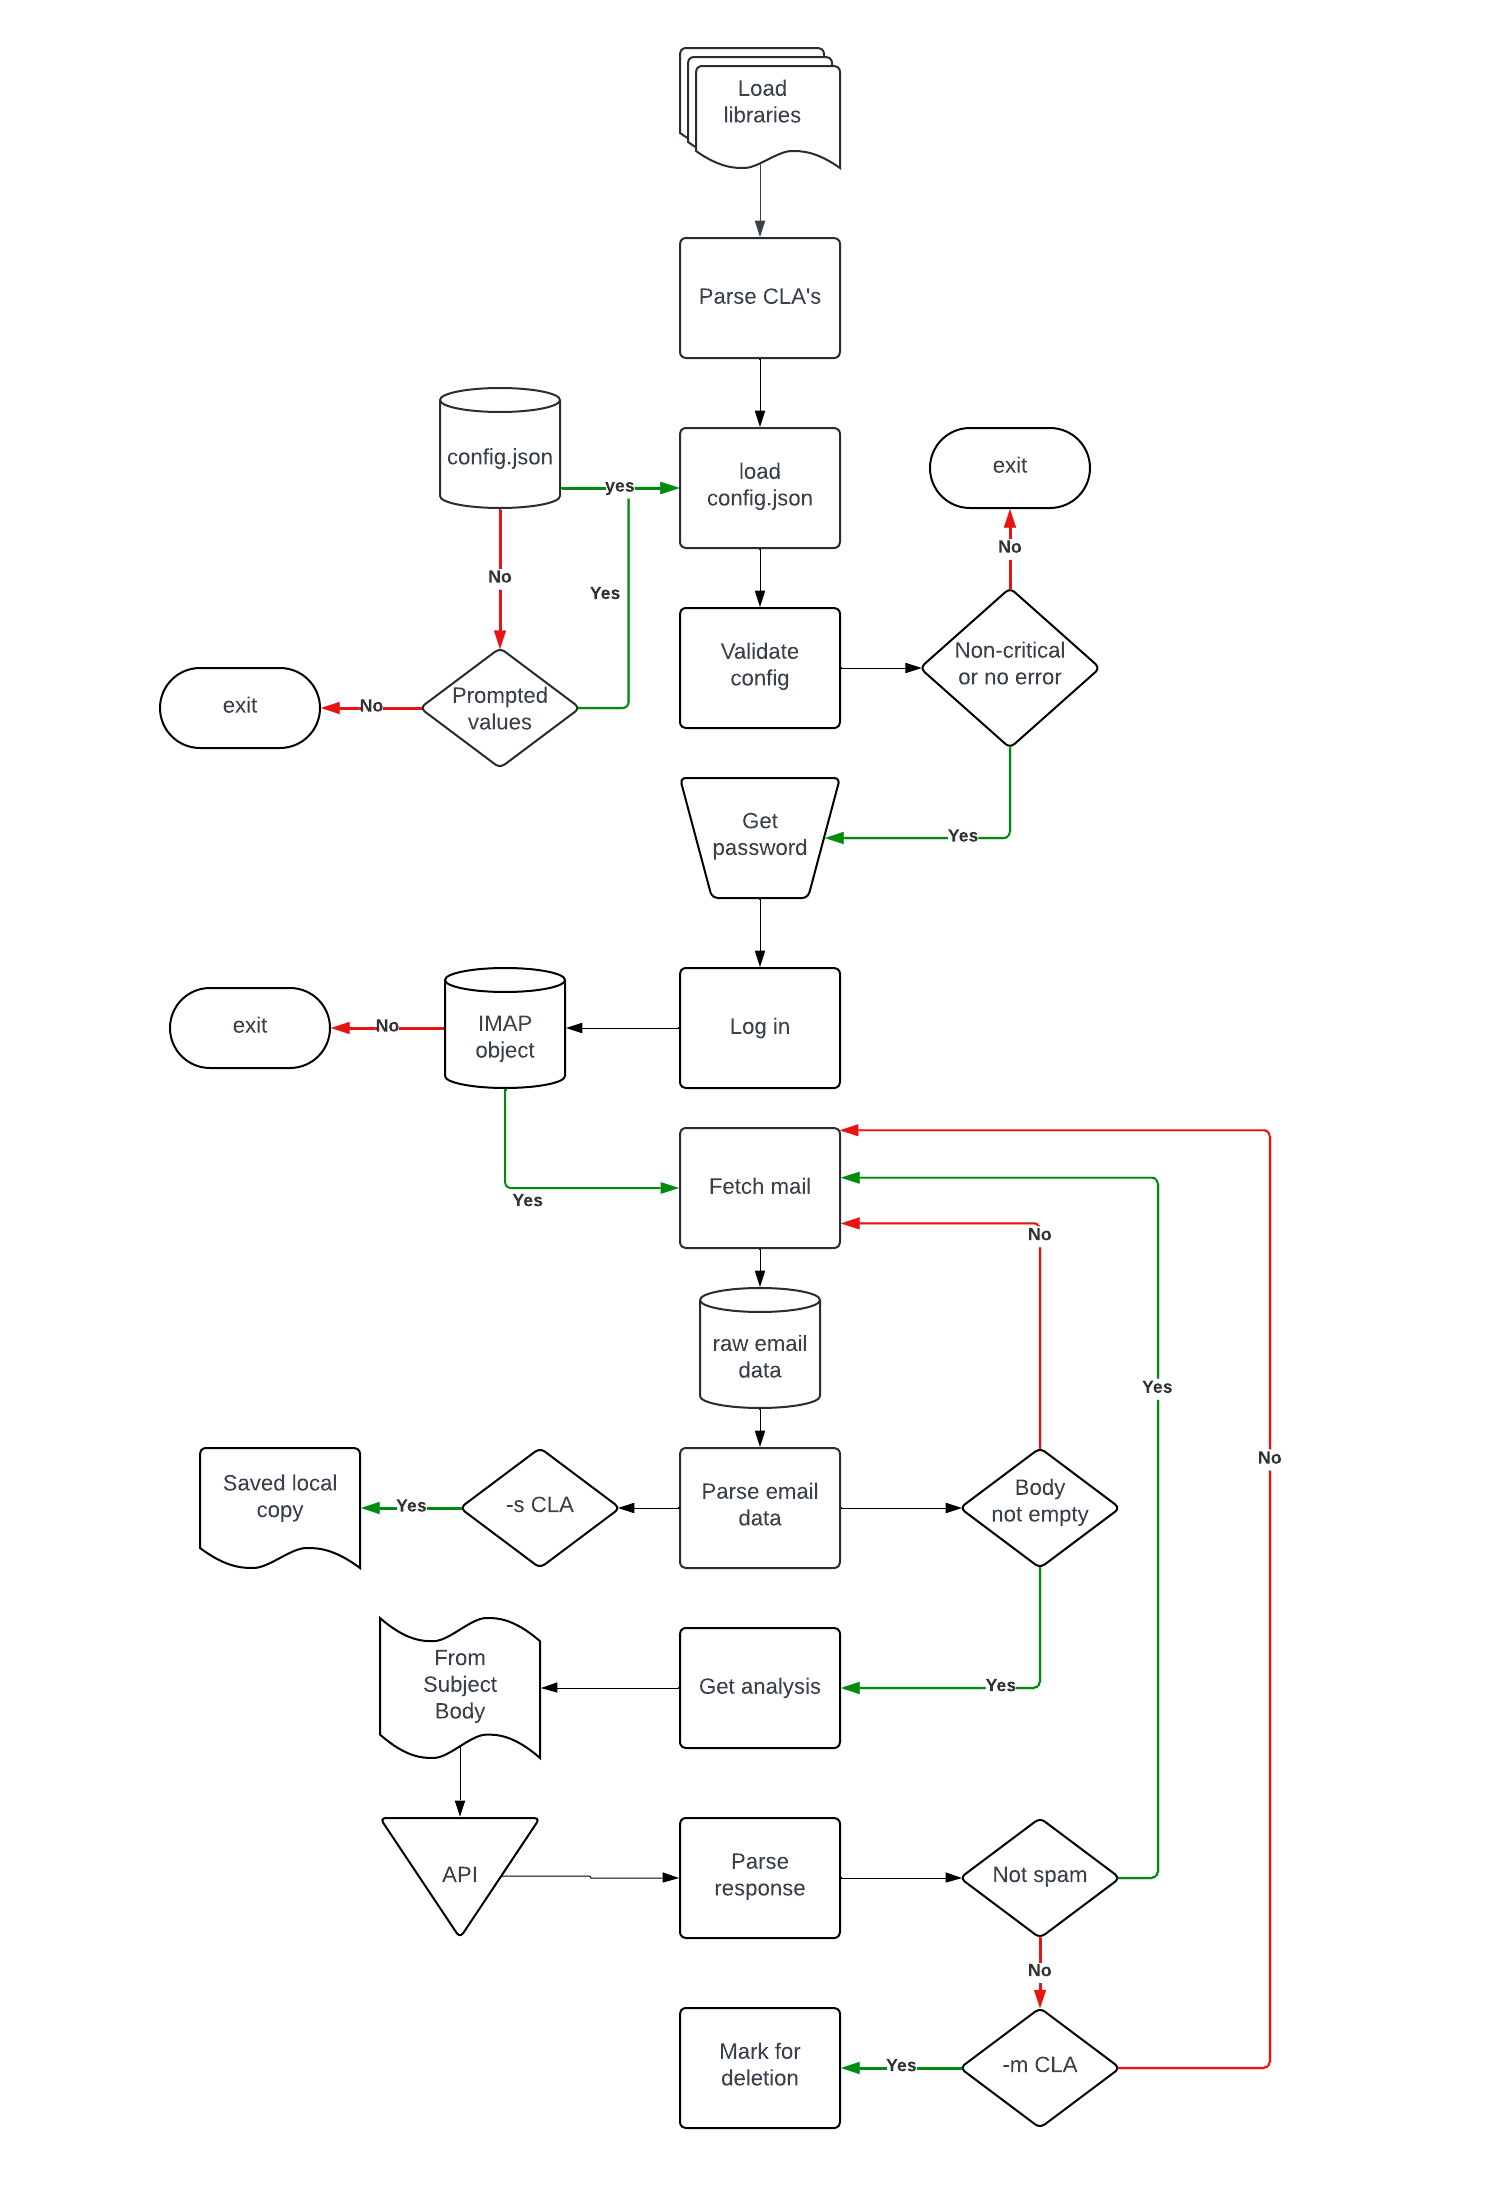 Load
libraries
Parse CLA's
config.json
yes
load
config.json
exit
No
No
Yes
Validate
config
Non-critical
or no error
exit
No
Prompted
values
Get
password
Yes
exit
No
IMAP
object
Log in
Yes
Fetch mail
No
raw email
data
Yes
No
Saved local
copy
Yes
-s CLA
Parse email
data
Body
not empty
From
Subject
Body
Get analysis
Yes
API
Parse
response
Not spam
No
Mark for
deletion
Yes
-m CLA